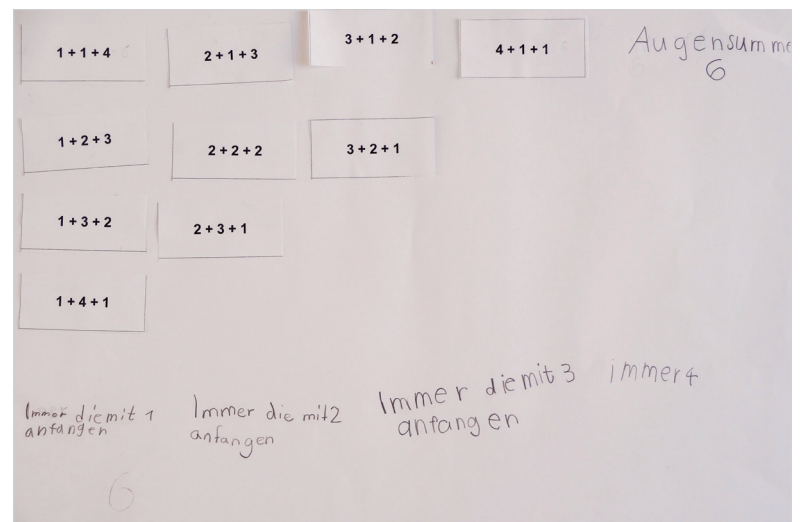 1 + 1 + 4 6
2 + 1 + 3
3 + 1 + 2
4 + 1 + 1 6
Augensumme
6
1 + 2 + 3
2 + 2 + 2
3 + 2 + 1
1 + 3 + 2
2 + 3 + 1
1 + 4 + 1
Immer die mit 1
anfangen
Immer die mit 2
anfangen
Immer die mit 3
anfangen
immer 4
6